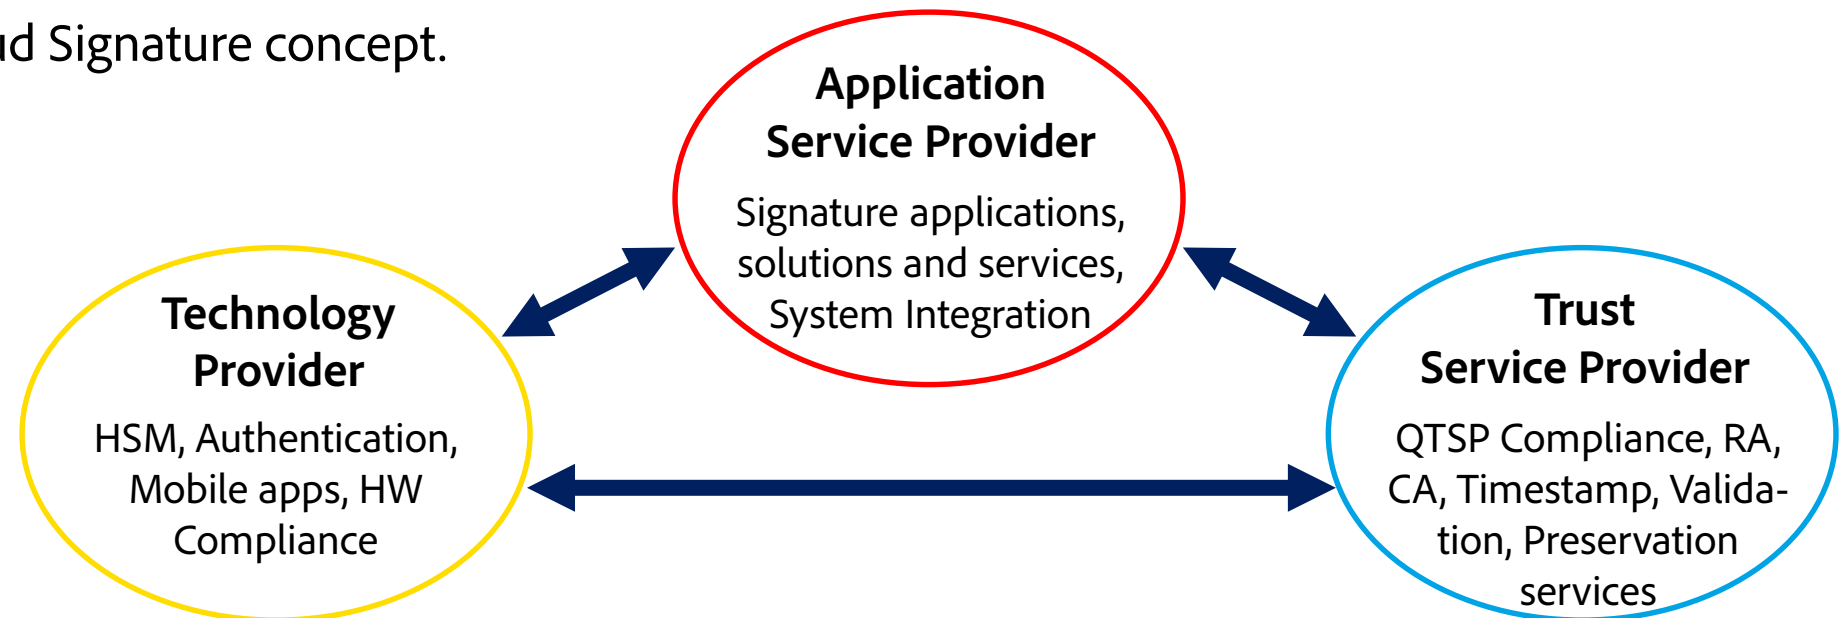 Signature concept.
Application
Service Provider
Signature applications,
solutions and services,
System Integration
Technology
Provider
HSM, Authentication,
Mobile apps, HW
Compliance
Trust
Service Provider
QTSP Compliance, RA,
CA, Timestamp, Valida-
tion, Preservation
services